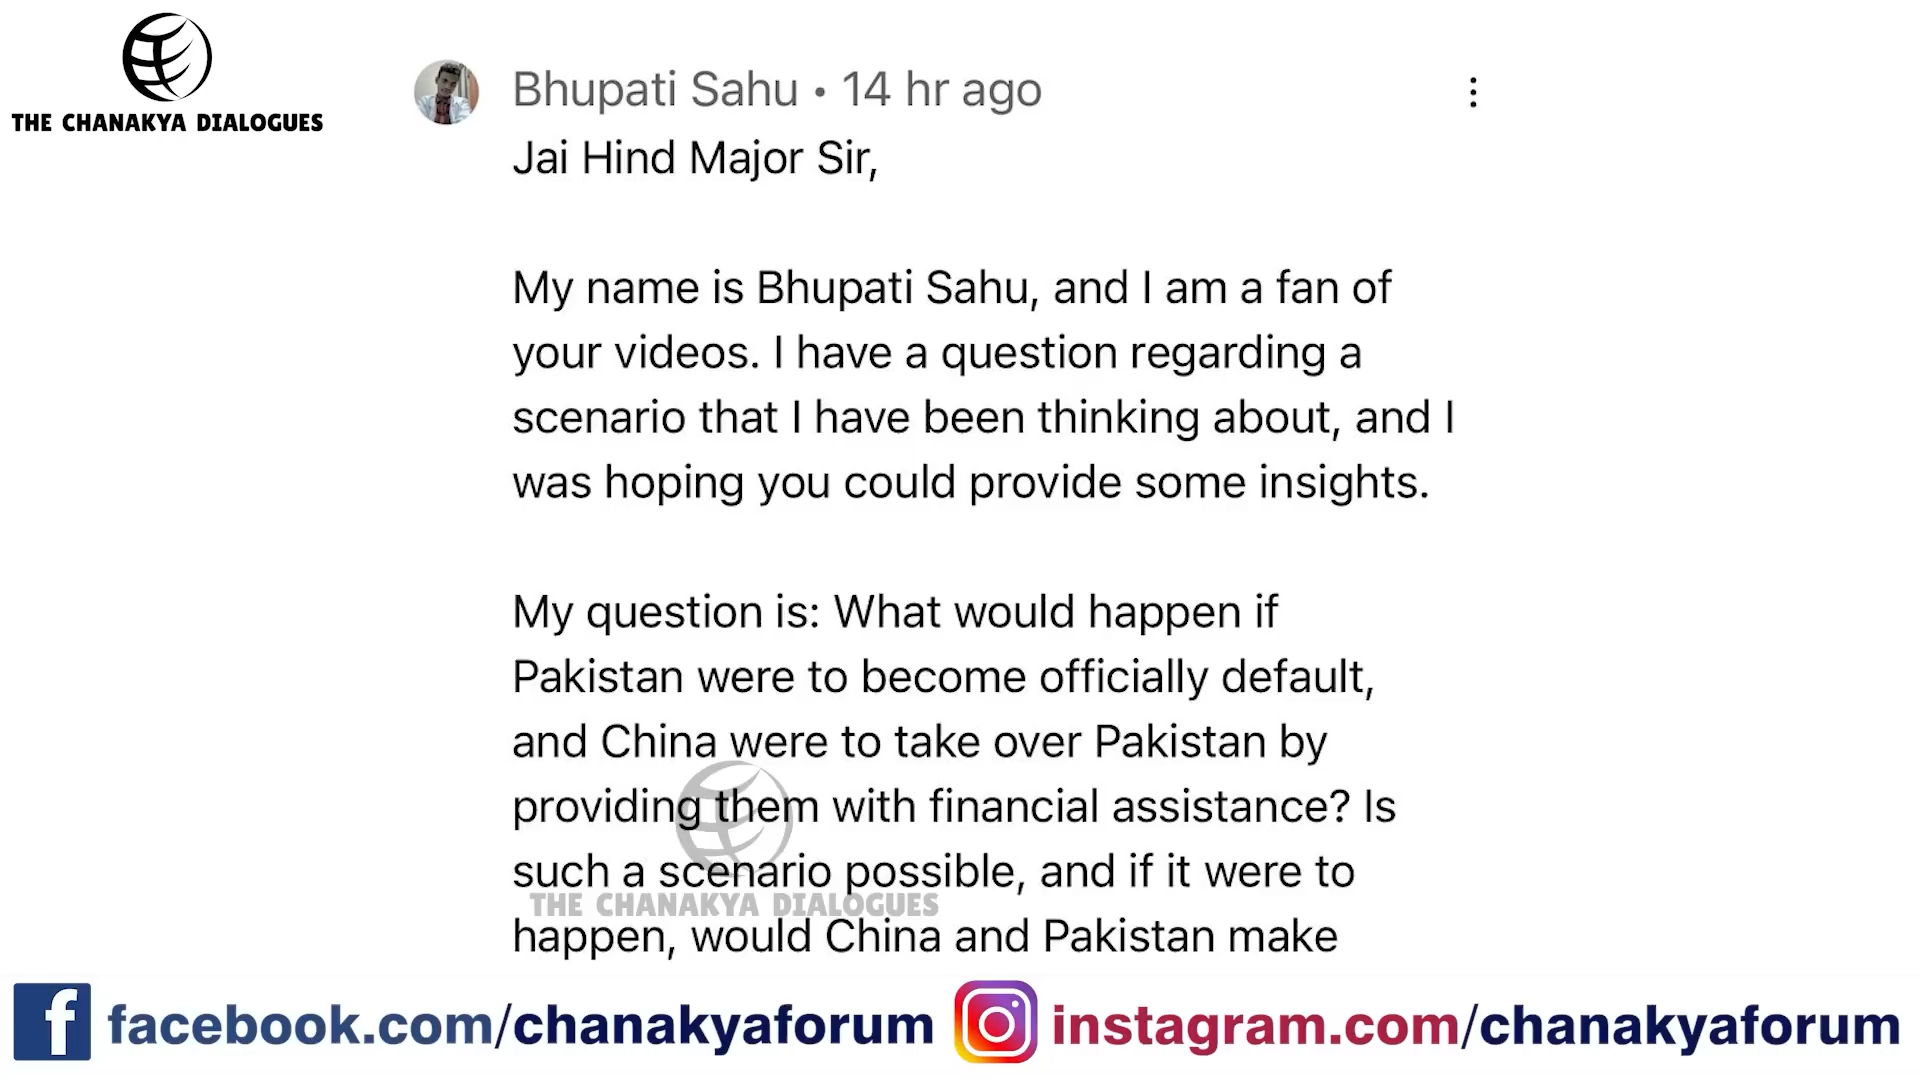 THE CHANAKYA DIALOGUES
Bhupati Sahu • 14 hr ago
Jai Hind Major Sir,
My name is Bhupati Sahu, and I am a fan of
your videos. I have a question regarding a
scenario that I have been thinking about, and I
was hoping you could provide some insights.
My question is: What would happen if
Pakistan were to become officially default,
and China were to take over Pakistan by
providing them with financial assistance? Is
such a scenario possible, and if it were to
THE CHANAKYA DIALOGUES
happen, would China and Pakistan make
facebook.com/chanakyaforum
instagram.com/chanakyaforum